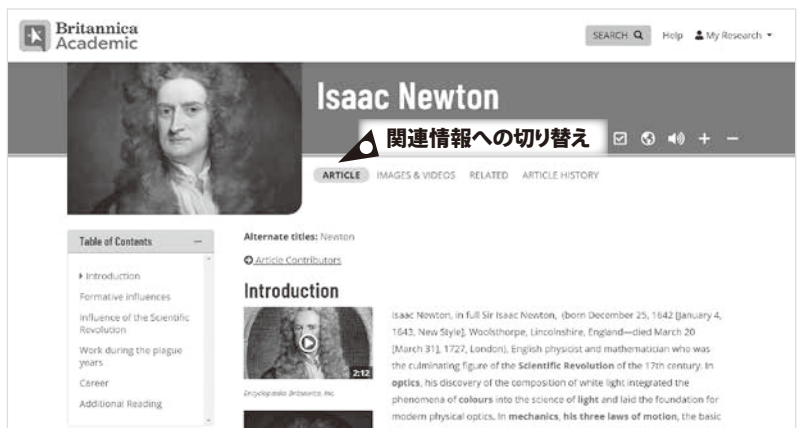 Britannica
Academic
SEARCH
Help
My Research
Isaac Newton
関連情報への切り替え
ARTICLE
IMAGES & VIDEOS
RELATED
ARTICLE HISTORY
Table of Contents
Introduction
Formative influences
Influence of the Scientific
Revolution
Work during the plague
years
Career
Additional Reading
Alternate titles: Newton
Article Contributors
Introduction
2:12
Encyclopædia Britannica, Inc.
Isaac Newton, in full Sir Isaac Newton, (born December 25, 1642 [January 4,
1643, New Style], Woolsthorpe, Lincolnshire, England—died March 20
[March 31], 1727, London), English physicist and mathematician who was
the culminating figure of the Scientific Revolution of the 17th century. In
optics, his discovery of the composition of white light integrated the
phenomena of colours into the science of light and laid the foundation for
modern physical optics. In mechanics, his three laws of motion, the basic